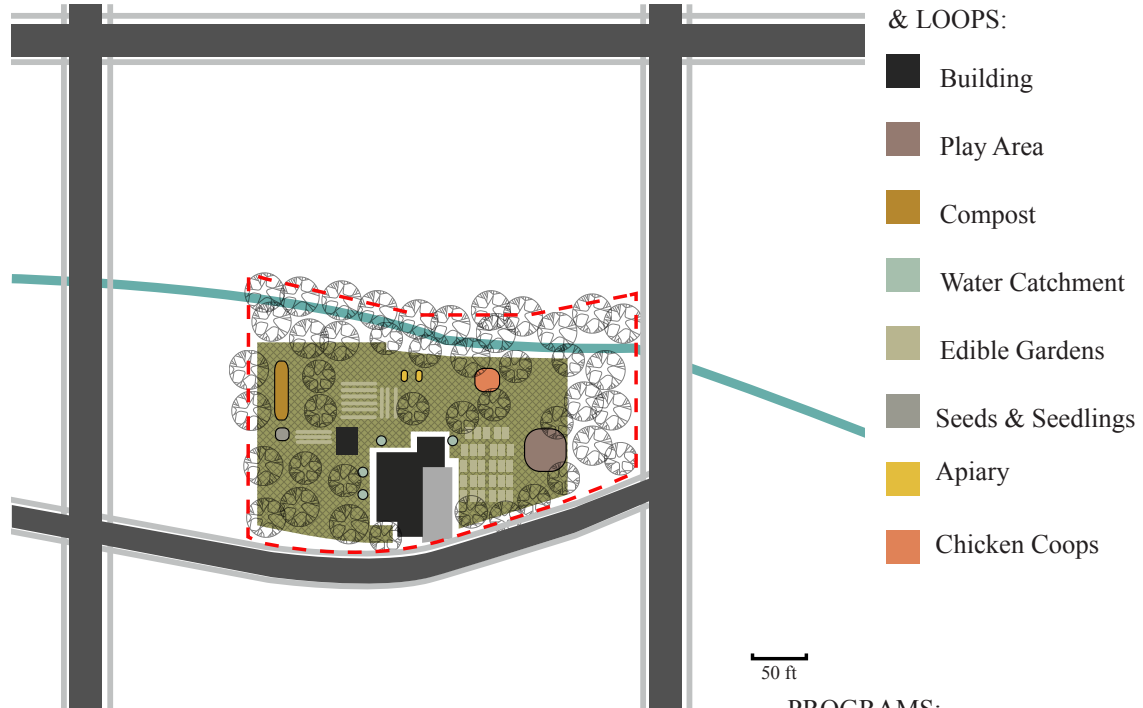 & LOOPS:
Building
Play Area
Compost
Water Catchment
Edible Gardens
Seeds & Seedlings
Apiary
Chicken Coops
50 ft
PROGRAMS: